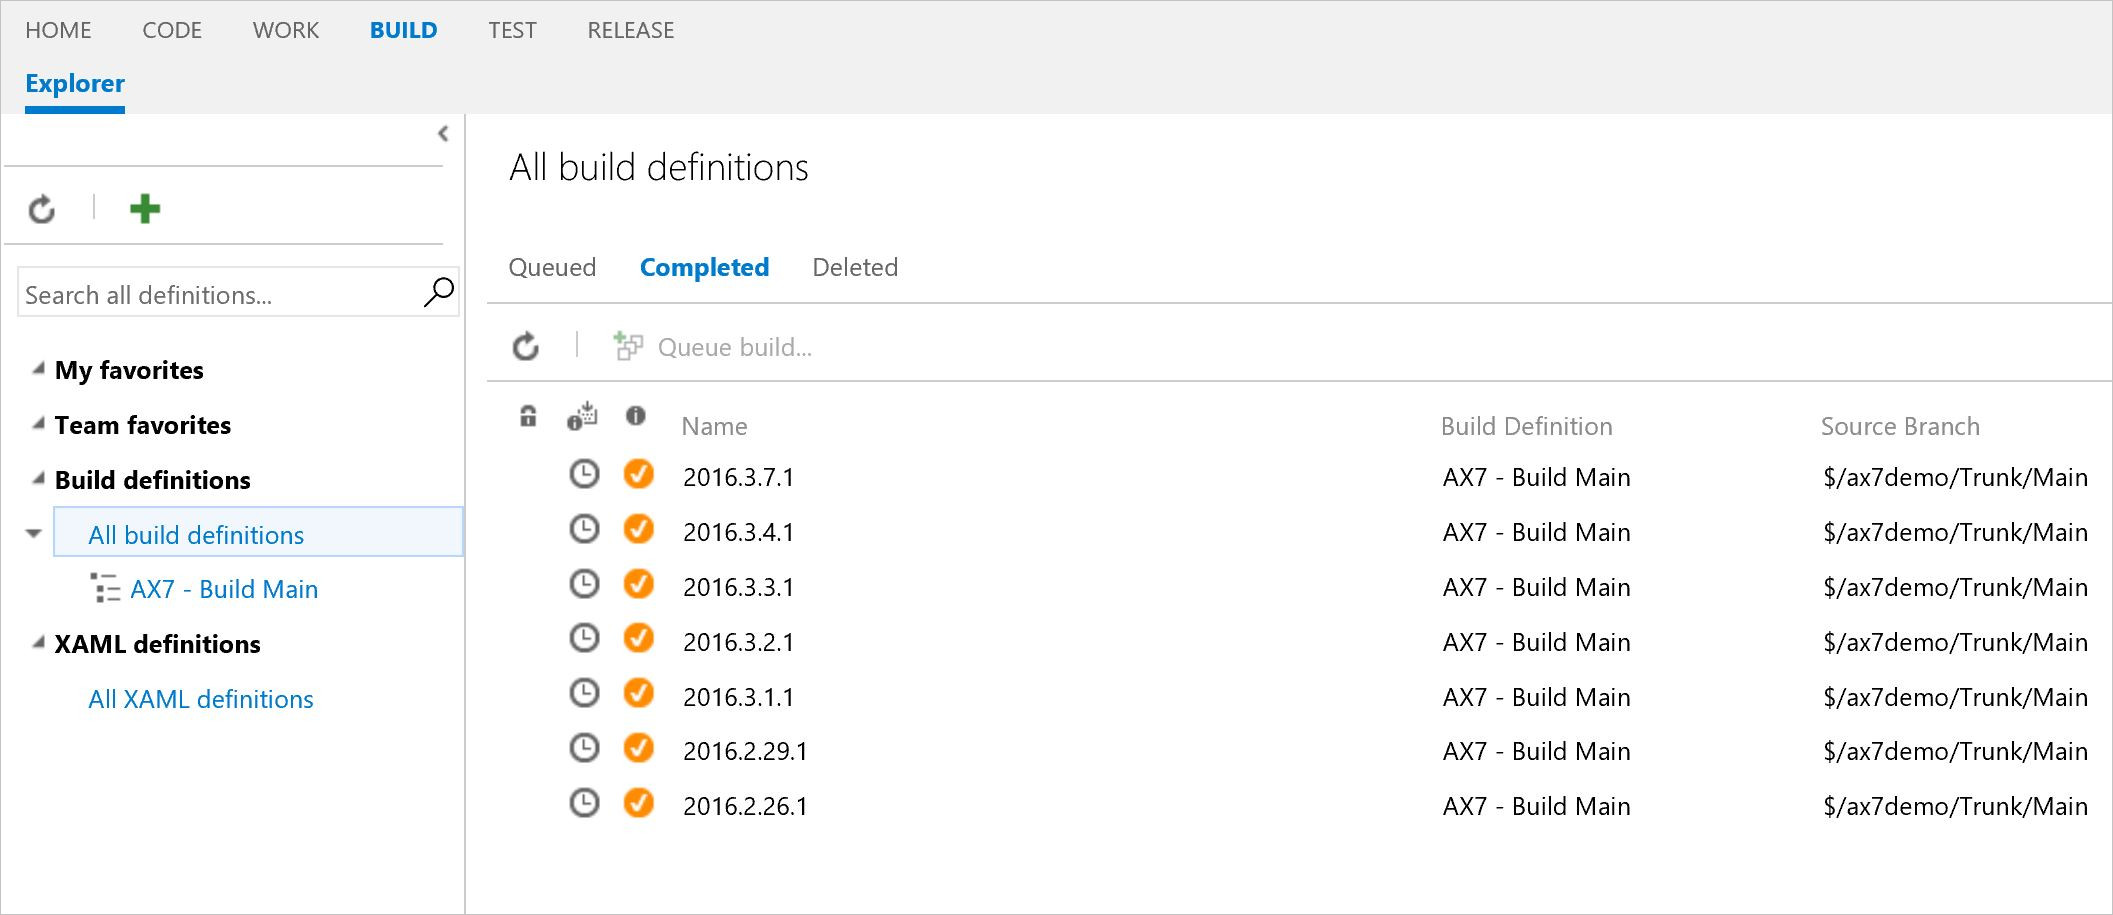 HOME CODE WORK BUILD TEST RELEASE
Explorer
Search all definitions...
My favorites
Team favorites
Build definitions
All build definitions
AX7 - Build Main
XAML definitions
All XAML definitions
All build definitions
Queued Completed Deleted
Queue build...
Name Build Definition Source Branch
2016.3.7.1 AX7 - Build Main $/ax7demo/Trunk/Main
2016.3.4.1 AX7 - Build Main $/ax7demo/Trunk/Main
2016.3.3.1 AX7 - Build Main $/ax7demo/Trunk/Main
2016.3.2.1 AX7 - Build Main $/ax7demo/Trunk/Main
2016.3.1.1 AX7 - Build Main $/ax7demo/Trunk/Main
2016.2.29.1 AX7 - Build Main $/ax7demo/Trunk/Main
2016.2.26.1 AX7 - Build Main $/ax7demo/Trunk/Main